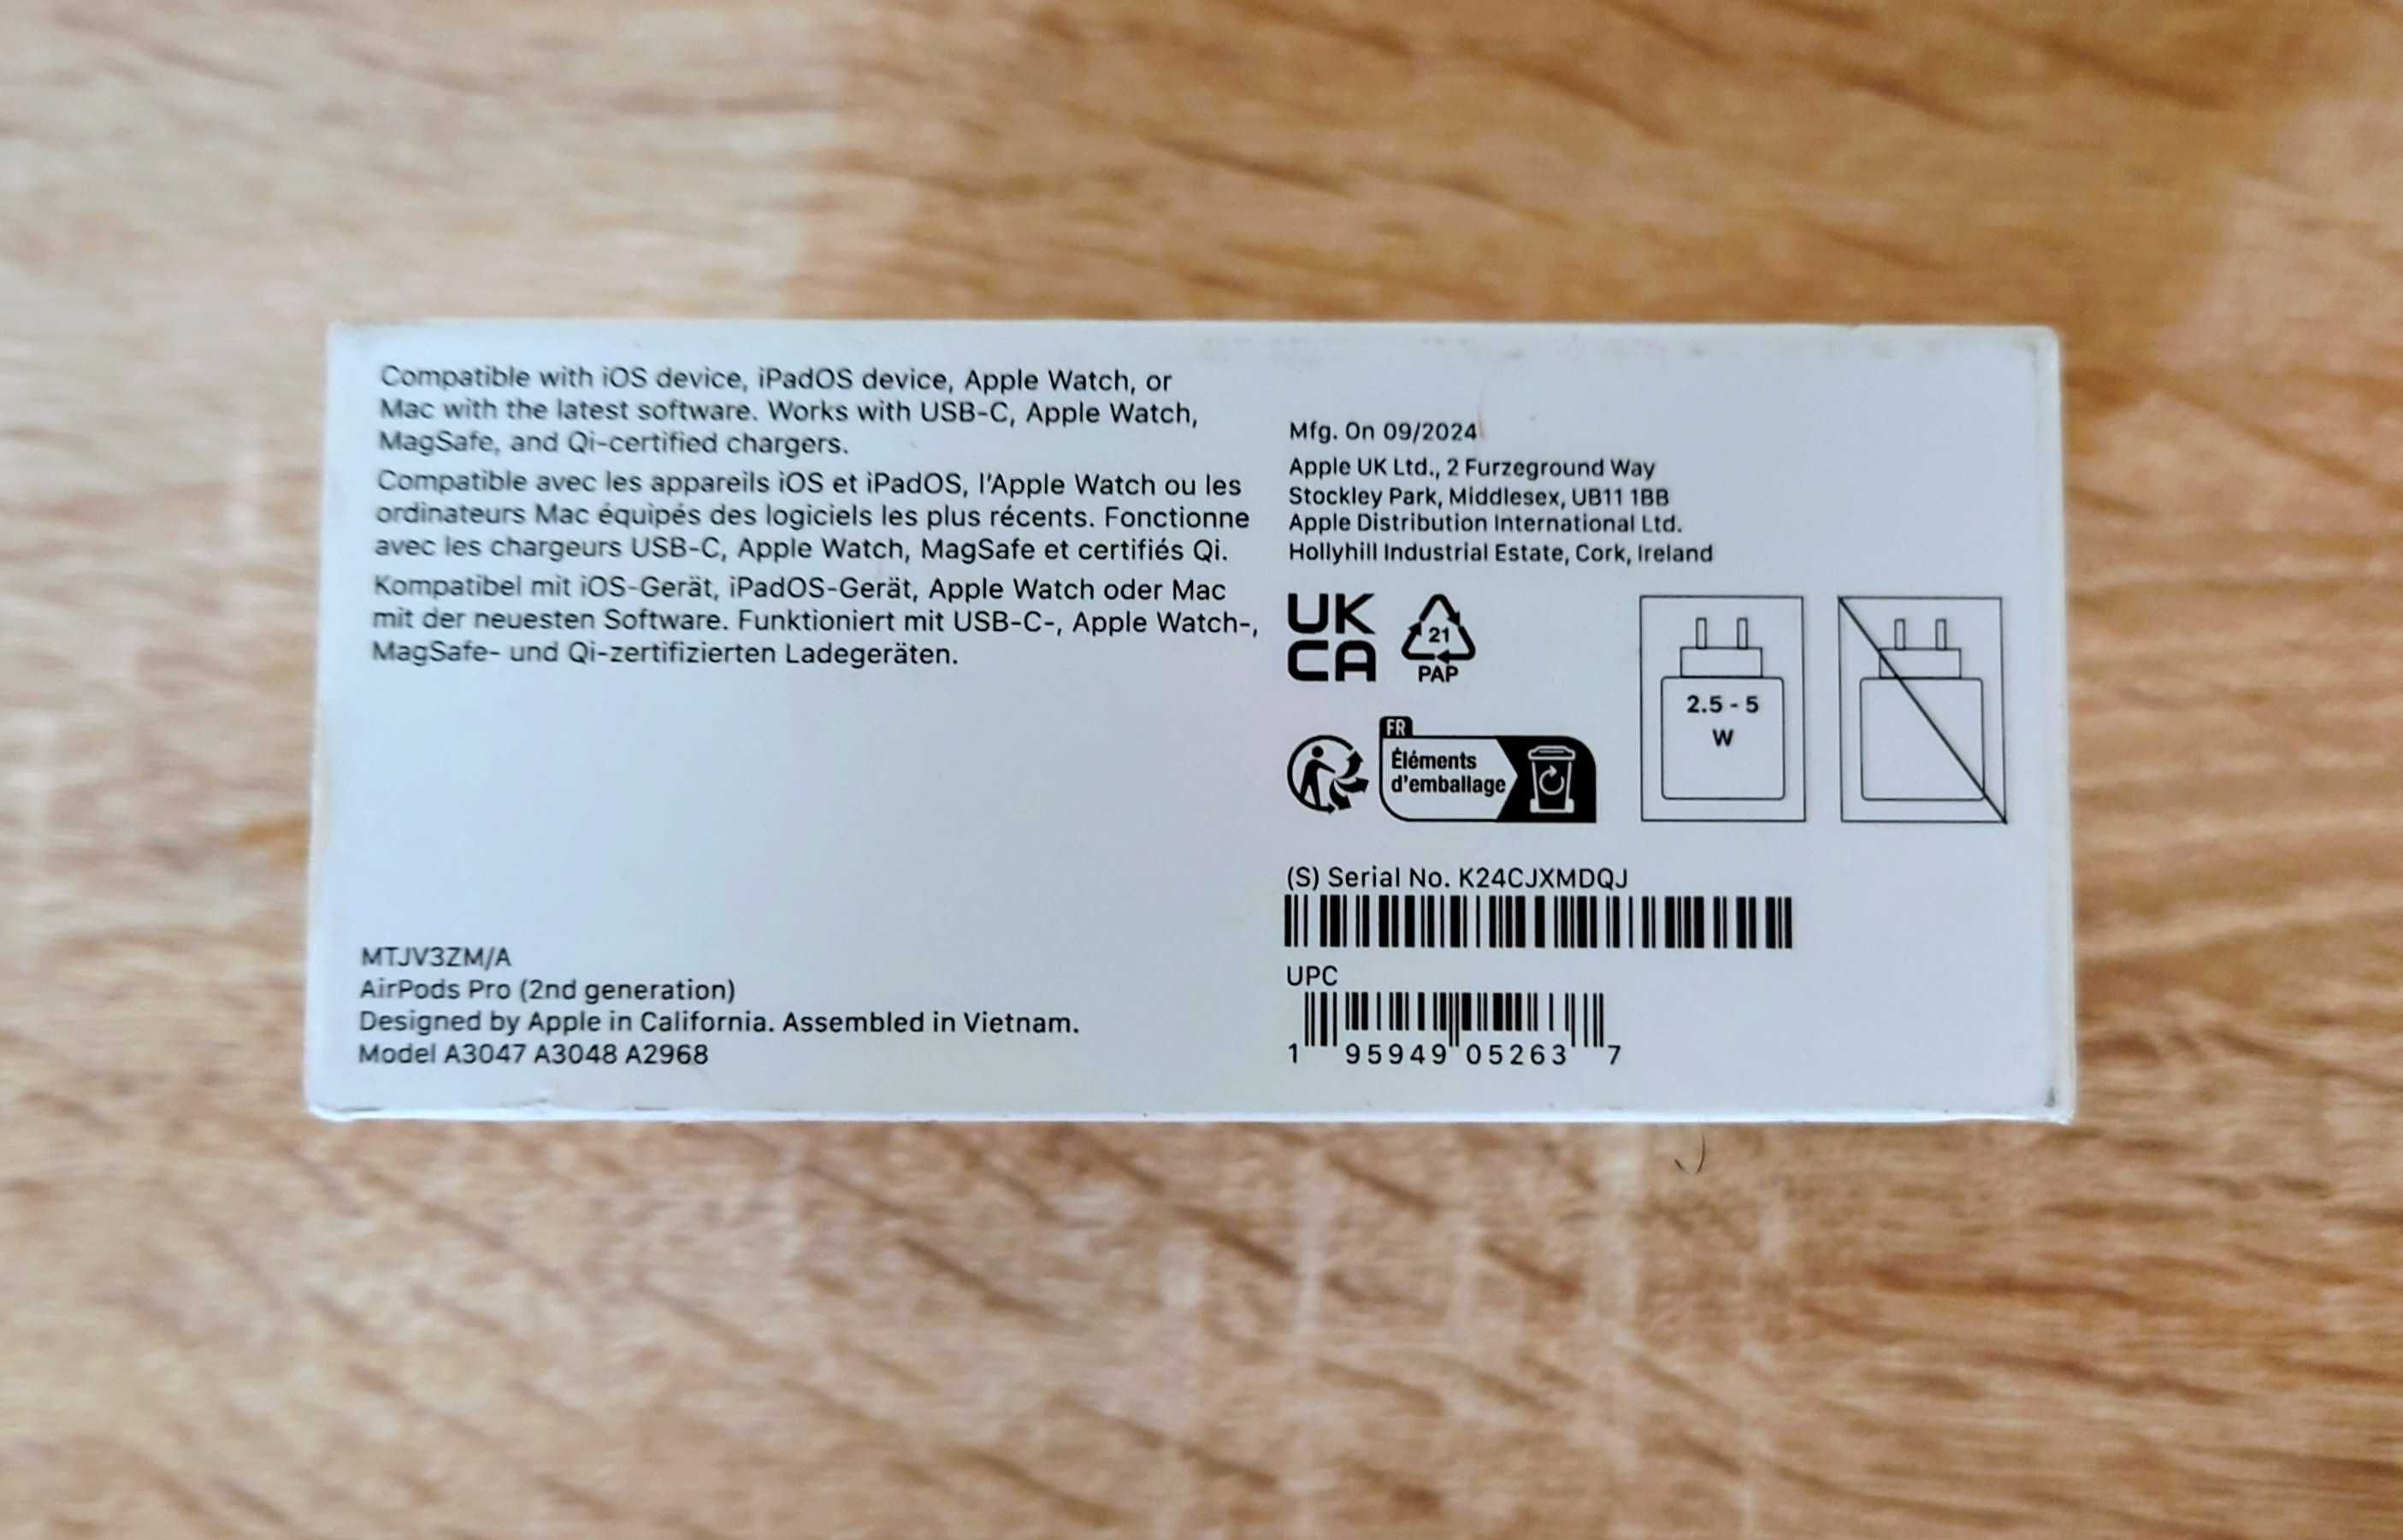 Compatible with iOS device, iPadOS device, Apple Watch, or
Mac with the latest software. Works with USB-C, Apple Watch,
MagSafe, and Qi-certified chargers.
Compatible avec les appareils iOS et iPadOS, l'Apple Watch ou les
ordinateurs Mac équipés des logiciels les plus récents. Fonctionne
avec les chargeurs USB-C, Apple Watch, MagSafe et certifiés Qi.
Kompatibel mit iOS-Gerät, iPadOS-Gerät, Apple Watch oder Mac
mit der neuesten Software. Funktioniert mit USB-C-, Apple Watch-,
MagSafe- und Qi-zertifizierten Ladegeräten.
MTJV3ZM/A
AirPods Pro (2nd generation)
Designed by Apple in California. Assembled in Vietnam.
Model A3047 A3048 A2968
Mfg. On 09/2024
Apple UK Ltd., 2 Furzeground Way
Stockley Park, Middlesex, UB11 1BB
Apple Distribution International Ltd.
Hollyhill Industrial Estate, Cork, Ireland
UK
CA
21
PAP
FR
Éléments
d'emballage
2.5 - 5
W
(S) Serial No. K24CJXMDQJ
UPC
1 95949 05263 7